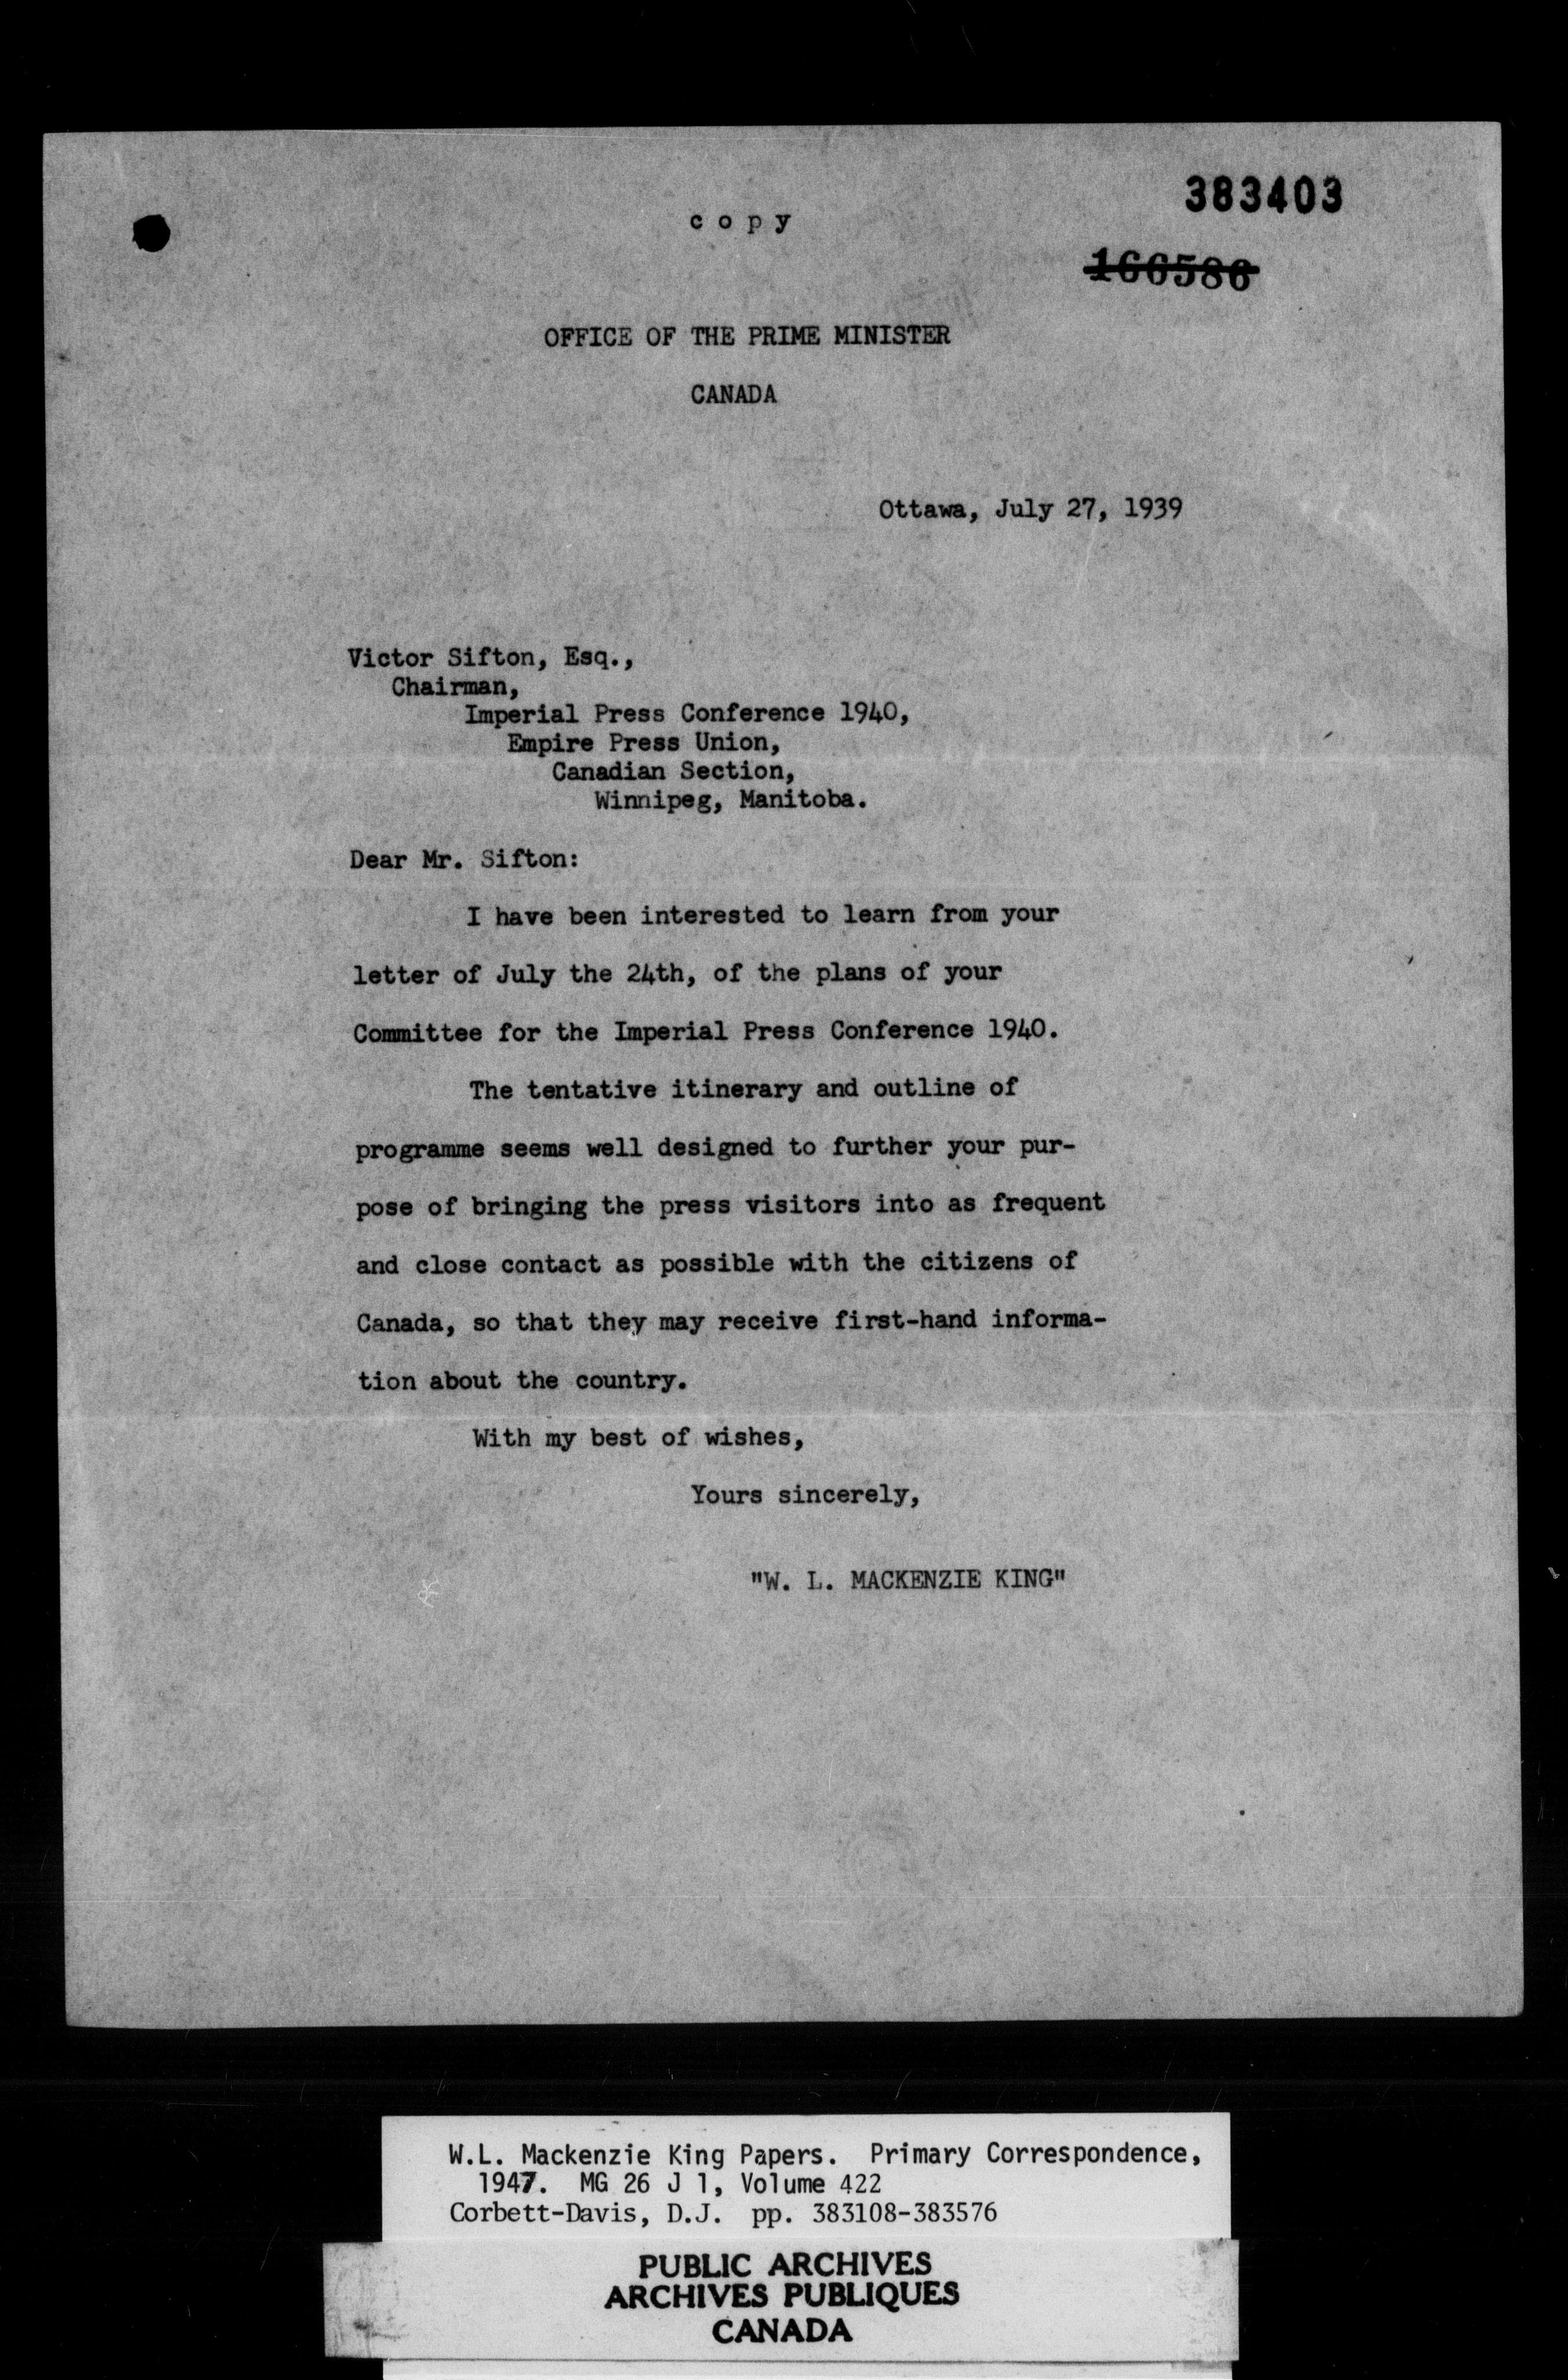 383403
c o p y
166586
OFFICE OF THE PRIME MINISTER
CANADA
Ottawa, July 27, 1939
Victor Sifton, Esq.,
Chairman,
Imperial Press Conference 1940,
Empire Press Union,
Canadian Section,
Winnipeg, Manitoba.
Dear Mr. Sifton:
I have been interested to learn from your
letter of July the 24th, of the plans of your
Committee for the Imperial Press Conference 1940.
The tentative itinerary and outline of
programme seems well designed to further your pur-
pose of bringing the press visitors into as frequent
and close contact as possible with the citizens of
Canada, so that they may receive first-hand informa-
tion about the country.
With my best of wishes,
Yours sincerely,
"W. L. MACKENZIE KING"
W.L. Mackenzie King Papers. Primary Correspondence,
1947. MG 26 J 1, Volume 422
Corbett-Davis, D.J. pp. 383108-383576
PUBLIC ARCHIVES
ARCHIVES PUBLIQUES
CANADA